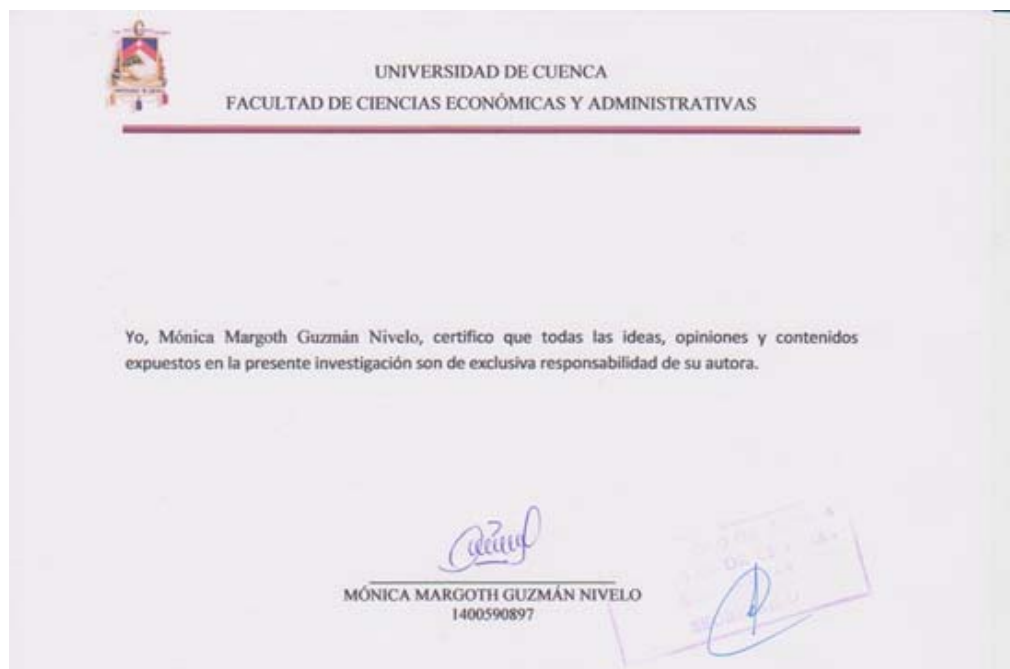 UNIVERSIDAD DE CUENCA
FACULTAD DE CIENCIAS ECONÓMICAS Y ADMINISTRATIVAS
Yo, Mónica Margoth Guzmán Nivelo, certifico que todas las ideas, opiniones y contenidos
expuestos en la presente investigación son de exclusiva responsabilidad de su autora.
MÓNICA MARGOTH GUZMÁN NIVELO
1400590897